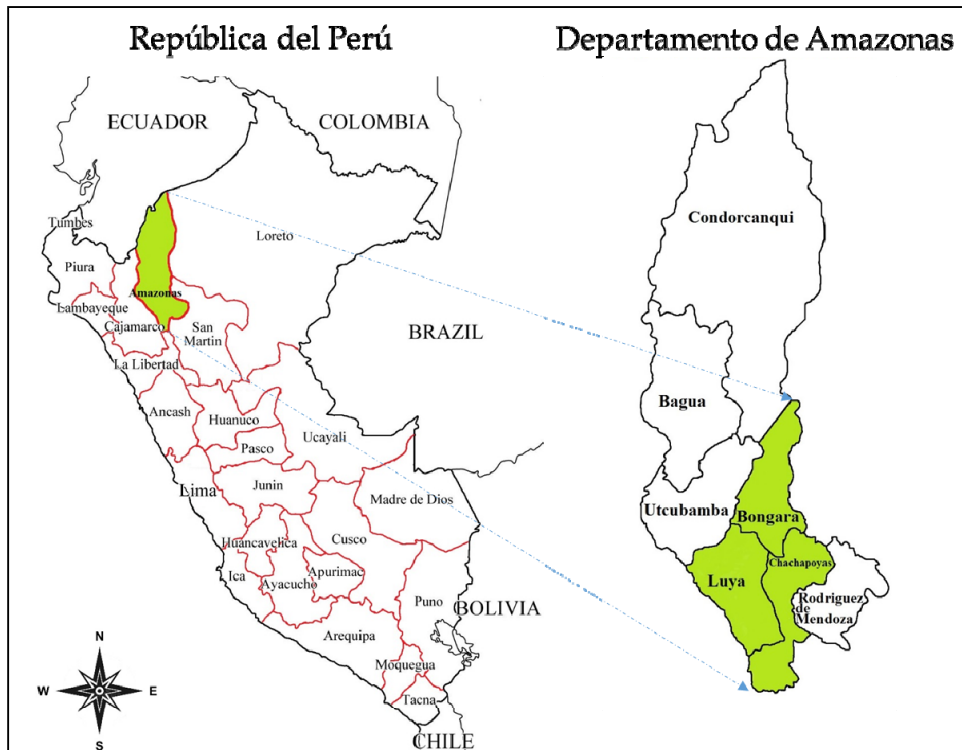 República del Perú
Departamento de Amazonas
ECUADOR
COLOMBIA
Tumbes
Loreto
Piura
Amazonas
Lambayeque
Cajamarco
San
Martin
BRAZIL
La Libertad
Ancash
Huanuco
Ucayali
Pasco
Lima
Junin
Madre de Dios
Huancavelica
Cusco
Ica
Ayacucho
Apurimac
Puno
BOLIVIA
Arequipa
Moquegua
Tacna
CHILE
N
W
E
S
Condorcanqui
Bagua
Utcubamba
Bongara
Chachapoyas
Luya
Rodriguez
de
Mendoza